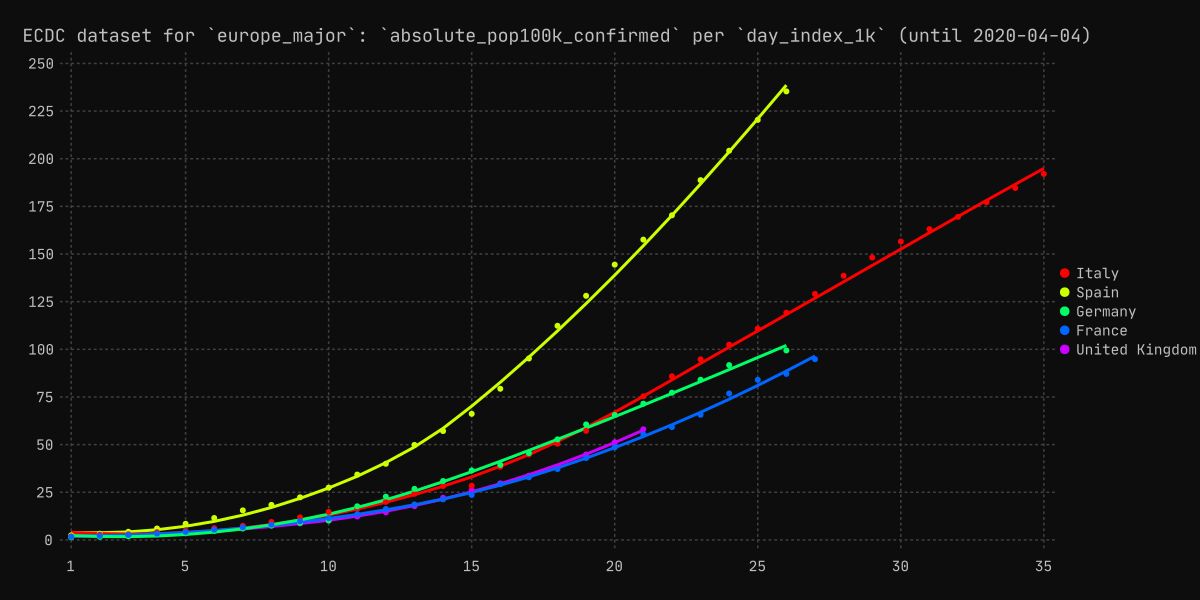 ECDC dataset for `europe_major`: `absolute_pop100k_confirmed` per `day_index_1k` (until 2020-04-04)
250
225
200
175
150
125
100
75
50
25
0
1 5 10 15 20 25 30 35
Italy
Spain
Germany
France
United Kingdom